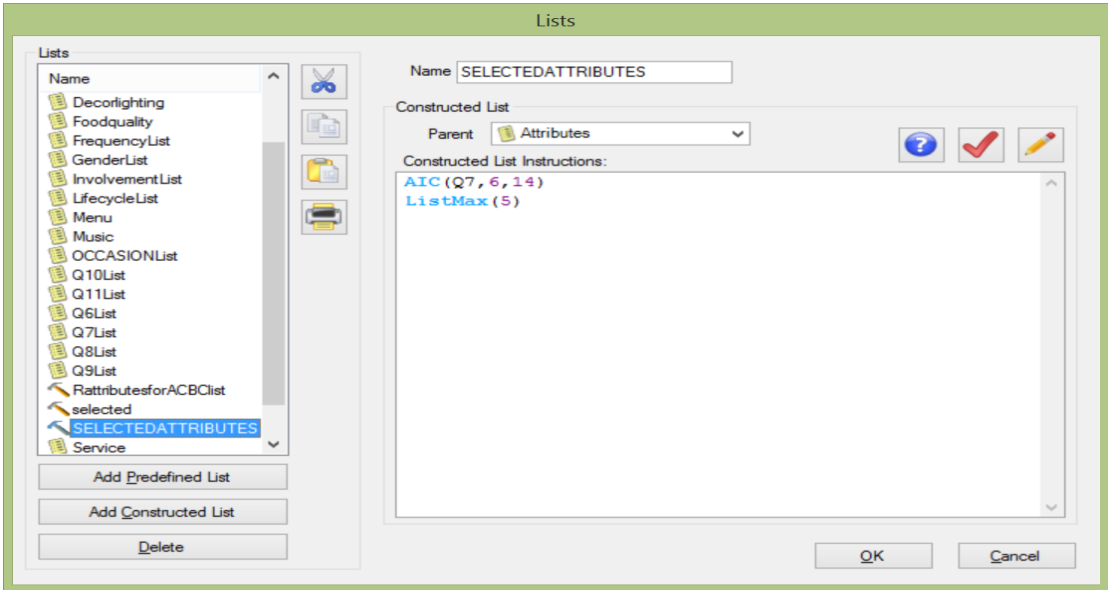 Lists
Lists
Name
Decorlighting
Foodquality
FrequencyList
GenderList
InvolvementList
LifecycleList
Menu
Music
OCCASIONList
Q10List
Q11List
Q6List
Q7List
Q8List
Q9List
RattributesforACBClist
selected
SELECTEDATTRIBUTES
Service
Add Predefined List
Add Constructed List
Delete
Name SELECTEDATTRIBUTES
Constructed List
Parent Attributes
Constructed List Instructions:
AIC(Q7,6,14)
ListMax(5)
OK Cancel